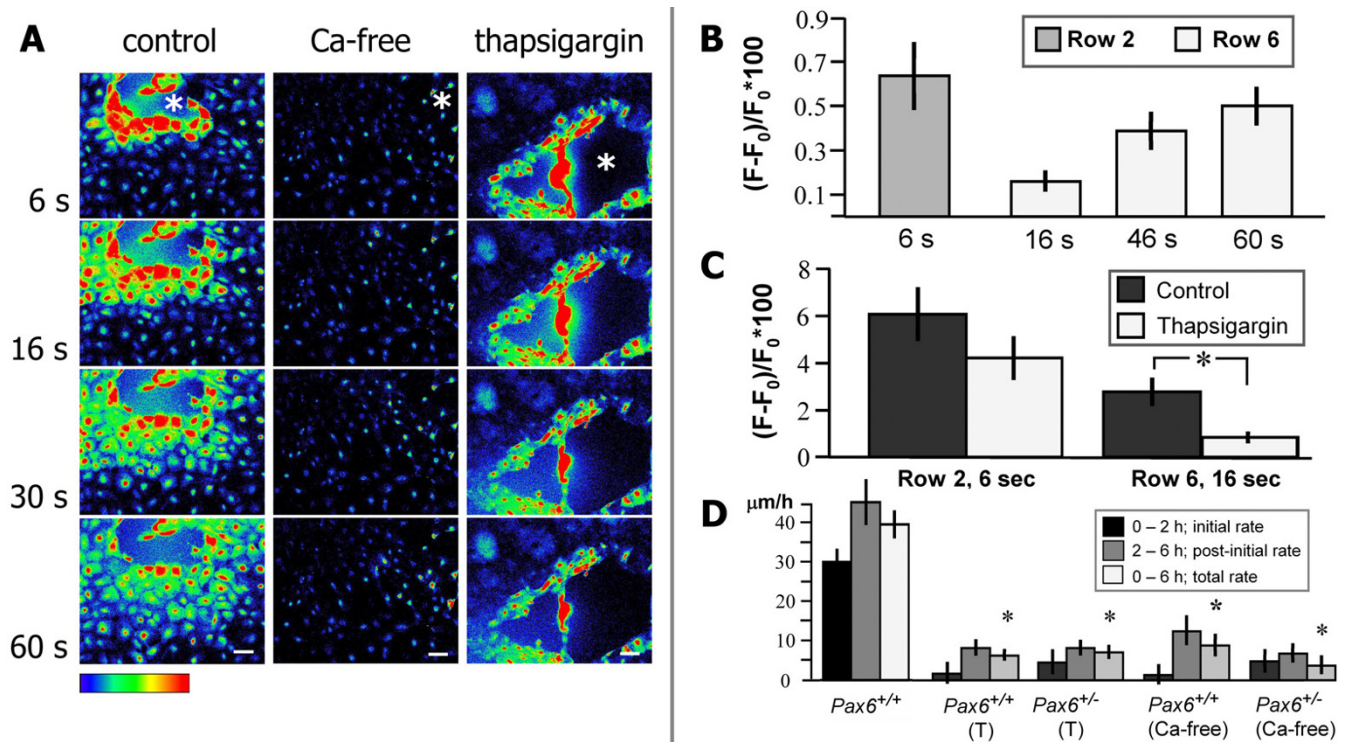 A
control Ca-free thapsigargin
* * *
6 s
16 s
30 s
60 s
B
(F-F0)/F0*100
0.9
0.7
0.5
0.3
0.1
Row 2 Row 6
6 s 16 s 46 s 60 s
C
(F-F0)/F0*100
8
6
4
2
0
Control
Thapsigargin
*
Row 2, 6 sec Row 6, 16 sec
D
µm/h
40
30
20
10
0
0 – 2 h; initial rate
2 – 6 h; post-initial rate
0 – 6 h; total rate
* * * *
Pax6+/+ Pax6+/+ Pax6+/- Pax6+/+ Pax6+/-
(T) (T) (Ca-free) (Ca-free)